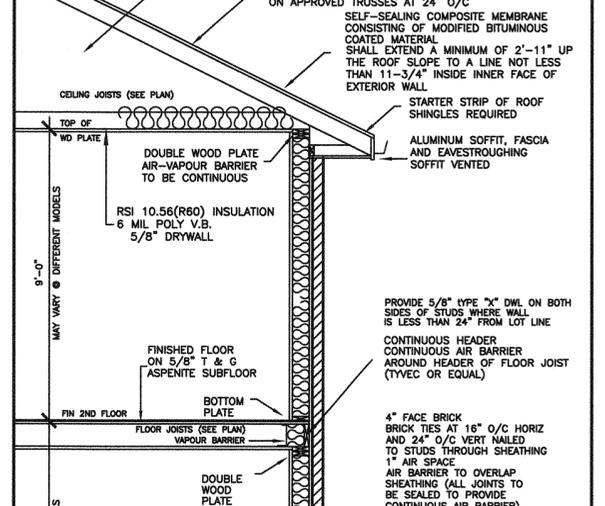 ON APPROVED TRUSSES AT 24" O/C
SELF-SEALING COMPOSITE MEMBRANE
CONSISTING OF MODIFIED BITUMINOUS
COATED MATERIAL
SHALL EXTEND A MINIMUM OF 2'-11" UP
THE ROOF SLOPE TO A LINE NOT LESS
THAN 11-3/4" INSIDE INNER FACE OF
EXTERIOR WALL
STARTER STRIP OF ROOF
SHINGLES REQUIRED
ALUMINUM SOFFIT, FASCIA
AND EAVESTROUGHING
SOFFIT VENTED
CEILING JOISTS (SEE PLAN)
TOP OF
WD PLATE
DOUBLE WOOD PLATE
AIR-VAPOUR BARRIER
TO BE CONTINUOUS
RSI 10.56(R60) INSULATION
6 MIL POLY V.B.
5/8" DRYWALL
9'-0"
MAY VARY @ DIFFERENT MODELS
PROVIDE 5/8" tYPE "X" DWL ON BOTH
SIDES OF STUDS WHERE WALL
IS LESS THAN 24" FROM LOT LINE
CONTINUOUS HEADER
CONTINUOUS AIR BARRIER
AROUND HEADER OF FLOOR JOIST
(TYVEC OR EQUAL)
FINISHED FLOOR
ON 5/8" T & G
ASPENITE SUBFLOOR
BOTTOM
PLATE
FIN 2ND FLOOR
FLOOR JOISTS (SEE PLAN)
VAPOUR BARRIER
DOUBLE
WOOD
PLATE
4" FACE BRICK
BRICK TIES AT 16" O/C HORIZ
AND 24" O/C VERT NAILED
TO STUDS THROUGH SHEATHING
1" AIR SPACE
AIR BARRIER TO OVERLAP
SHEATHING (ALL JOINTS TO
BE SEALED TO PROVIDE
CONTINUOUS AIR BARRIER)
S